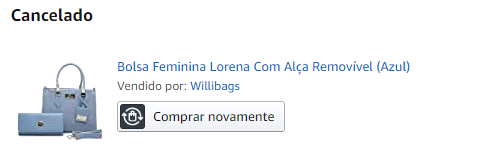 Cancelado
Bolsa Feminina Lorena Com Alça Removível (Azul)
Vendido por: Willibags
Comprar novamente